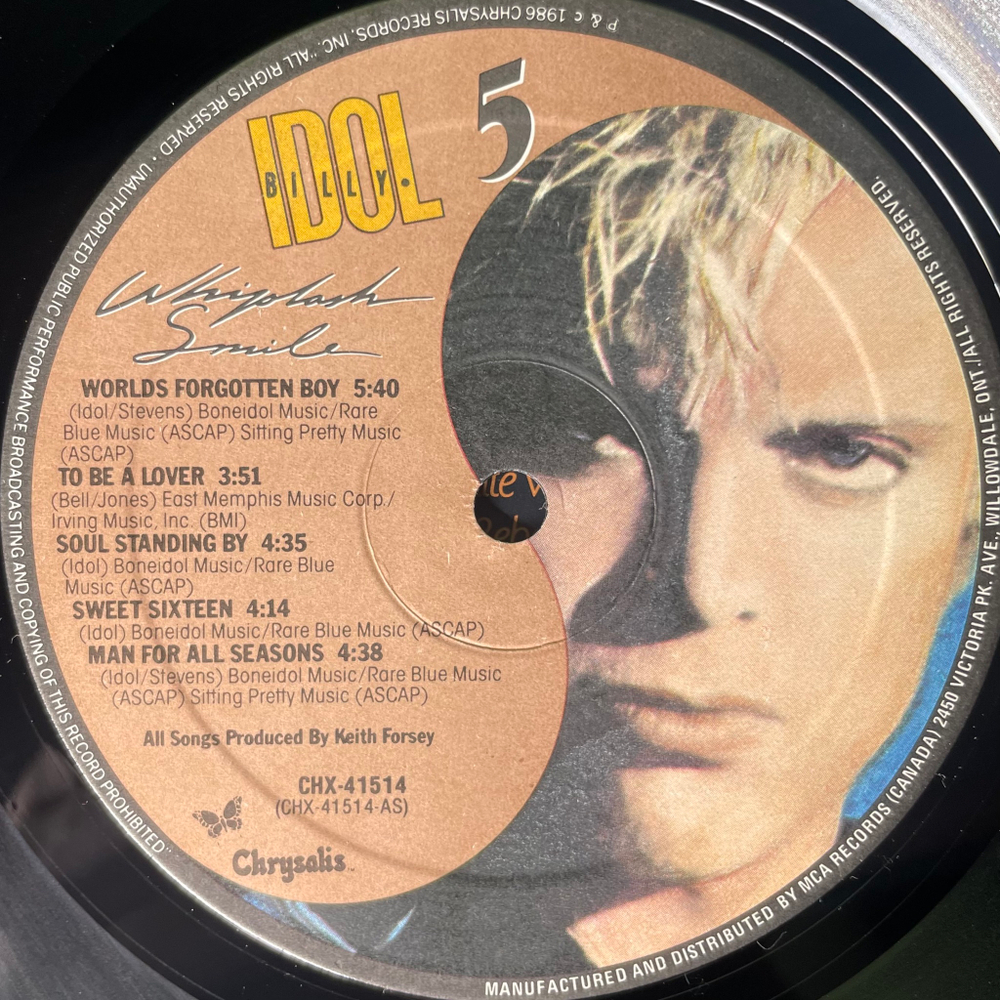 IDOL
BILLY.
5
Whiplash
Smile
WORLDS FORGOTTEN BOY 5:40
(Idol/Stevens) Boneidol Music/Rare
Blue Music (ASCAP) Sitting Pretty Music
(ASCAP)
TO BE A LOVER 3:51
(Bell/Jones) East Memphis Music Corp./
Irving Music, Inc. (BMI)
SOUL STANDING BY 4:35
(Idol) Boneidol Music/Rare Blue
Music (ASCAP)
SWEET SIXTEEN 4:14
(Idol) Boneidol Music/Rare Blue Music (ASCAP)
MAN FOR ALL SEASONS 4:38
(Idol/Stevens) Boneidol Music/Rare Blue Music
(ASCAP) Sitting Pretty Music (ASCAP)
All Songs Produced By Keith Forsey
CHX-41514
(CHX-41514-AS)
Chrysalis™
P & c 1986 CHRYSALIS RECORDS, INC. "ALL RIGHTS RESERVED • UNAUTHORIZED PUBLIC PERFORMANCE BROADCASTING AND COPYING OF THIS RECORD PROHIBITED"
MANUFACTURED AND DISTRIBUTED BY MCA RECORDS (CANADA) 2450 VICTORIA PK. AVE., WILLOWDALE, ONT./ALL RIGHTS RESERVED.